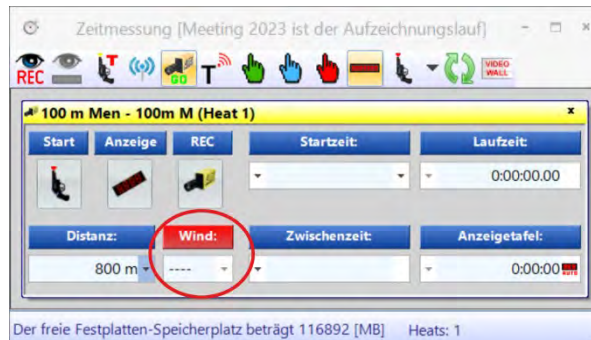 Zeitmessung [Meeting 2023 ist der Aufzeichnungslauf]
REC
T
GO
T
VIDEO
WALL
100 m Men - 100m M (Heat 1)
x
Start
Anzeige
REC
Startzeit:
Laufzeit:
0:00:00.00
Distanz:
Wind:
Zwischenzeit:
Anzeigetafel:
800 m
----
0:00:00
AUTO
Der freie Festplatten-Speicherplatz beträgt 116892 [MB] Heats: 1